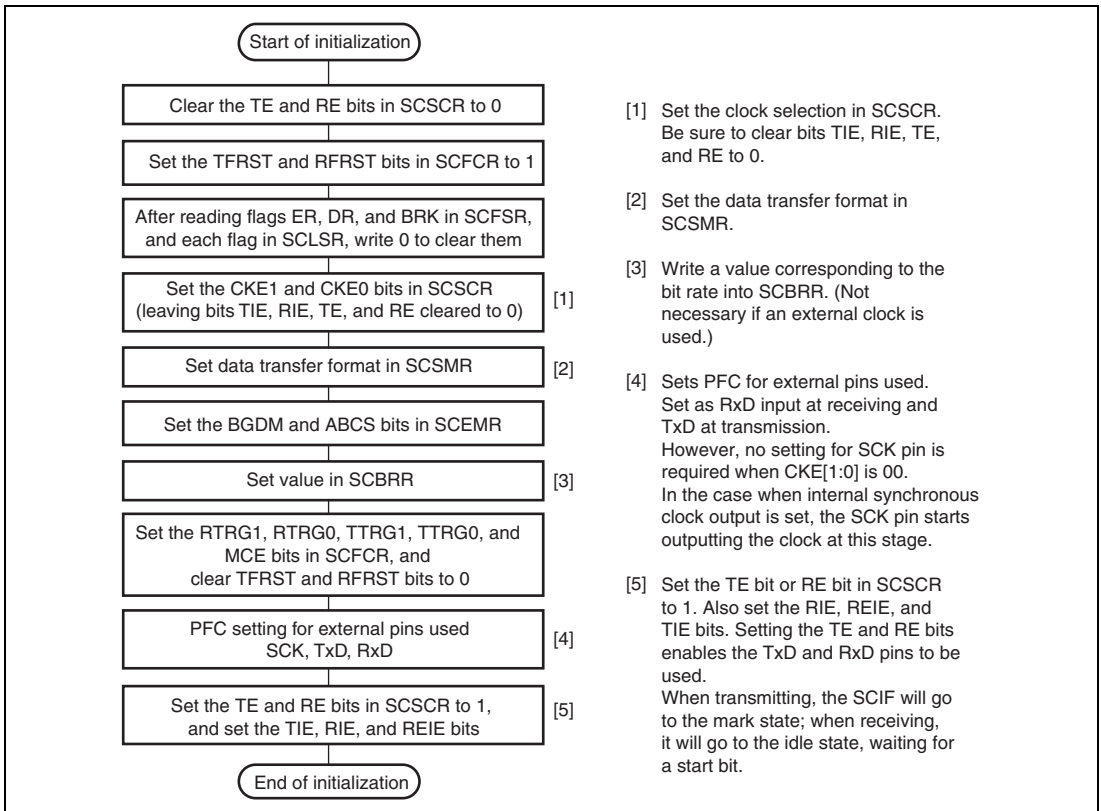 Start of initialization
Clear the TE and RE bits in SCSCR to 0
Set the TFRST and RFRST bits in SCFCR to 1
After reading flags ER, DR, and BRK in SCFSR,
and each flag in SCLSR, write 0 to clear them
Set the CKE1 and CKE0 bits in SCSCR
(leaving bits TIE, RIE, TE, and RE cleared to 0)
[1]
Set data transfer format in SCSMR
[2]
Set the BGDM and ABCS bits in SCEMR
Set value in SCBRR
[3]
Set the RTRG1, RTRG0, TTRG1, TTRG0, and
MCE bits in SCFCR, and
clear TFRST and RFRST bits to 0
PFC setting for external pins used
SCK, TxD, RxD
[4]
Set the TE and RE bits in SCSCR to 1,
and set the TIE, RIE, and REIE bits
[5]
End of initialization
[1] Set the clock selection in SCSCR.
Be sure to clear bits TIE, RIE, TE,
and RE to 0.
[2] Set the data transfer format in
SCSMR.
[3] Write a value corresponding to the
bit rate into SCBRR. (Not
necessary if an external clock is
used.)
[4] Sets PFC for external pins used.
Set as RxD input at receiving and
TxD at transmission.
However, no setting for SCK pin is
required when CKE[1:0] is 00.
In the case when internal synchronous
clock output is set, the SCK pin starts
outputting the clock at this stage.
[5] Set the TE bit or RE bit in SCSCR
to 1. Also set the RIE, REIE, and
TIE bits. Setting the TE and RE bits
enables the TxD and RxD pins to be
used.
When transmitting, the SCIF will go
to the mark state; when receiving,
it will go to the idle state, waiting for
a start bit.